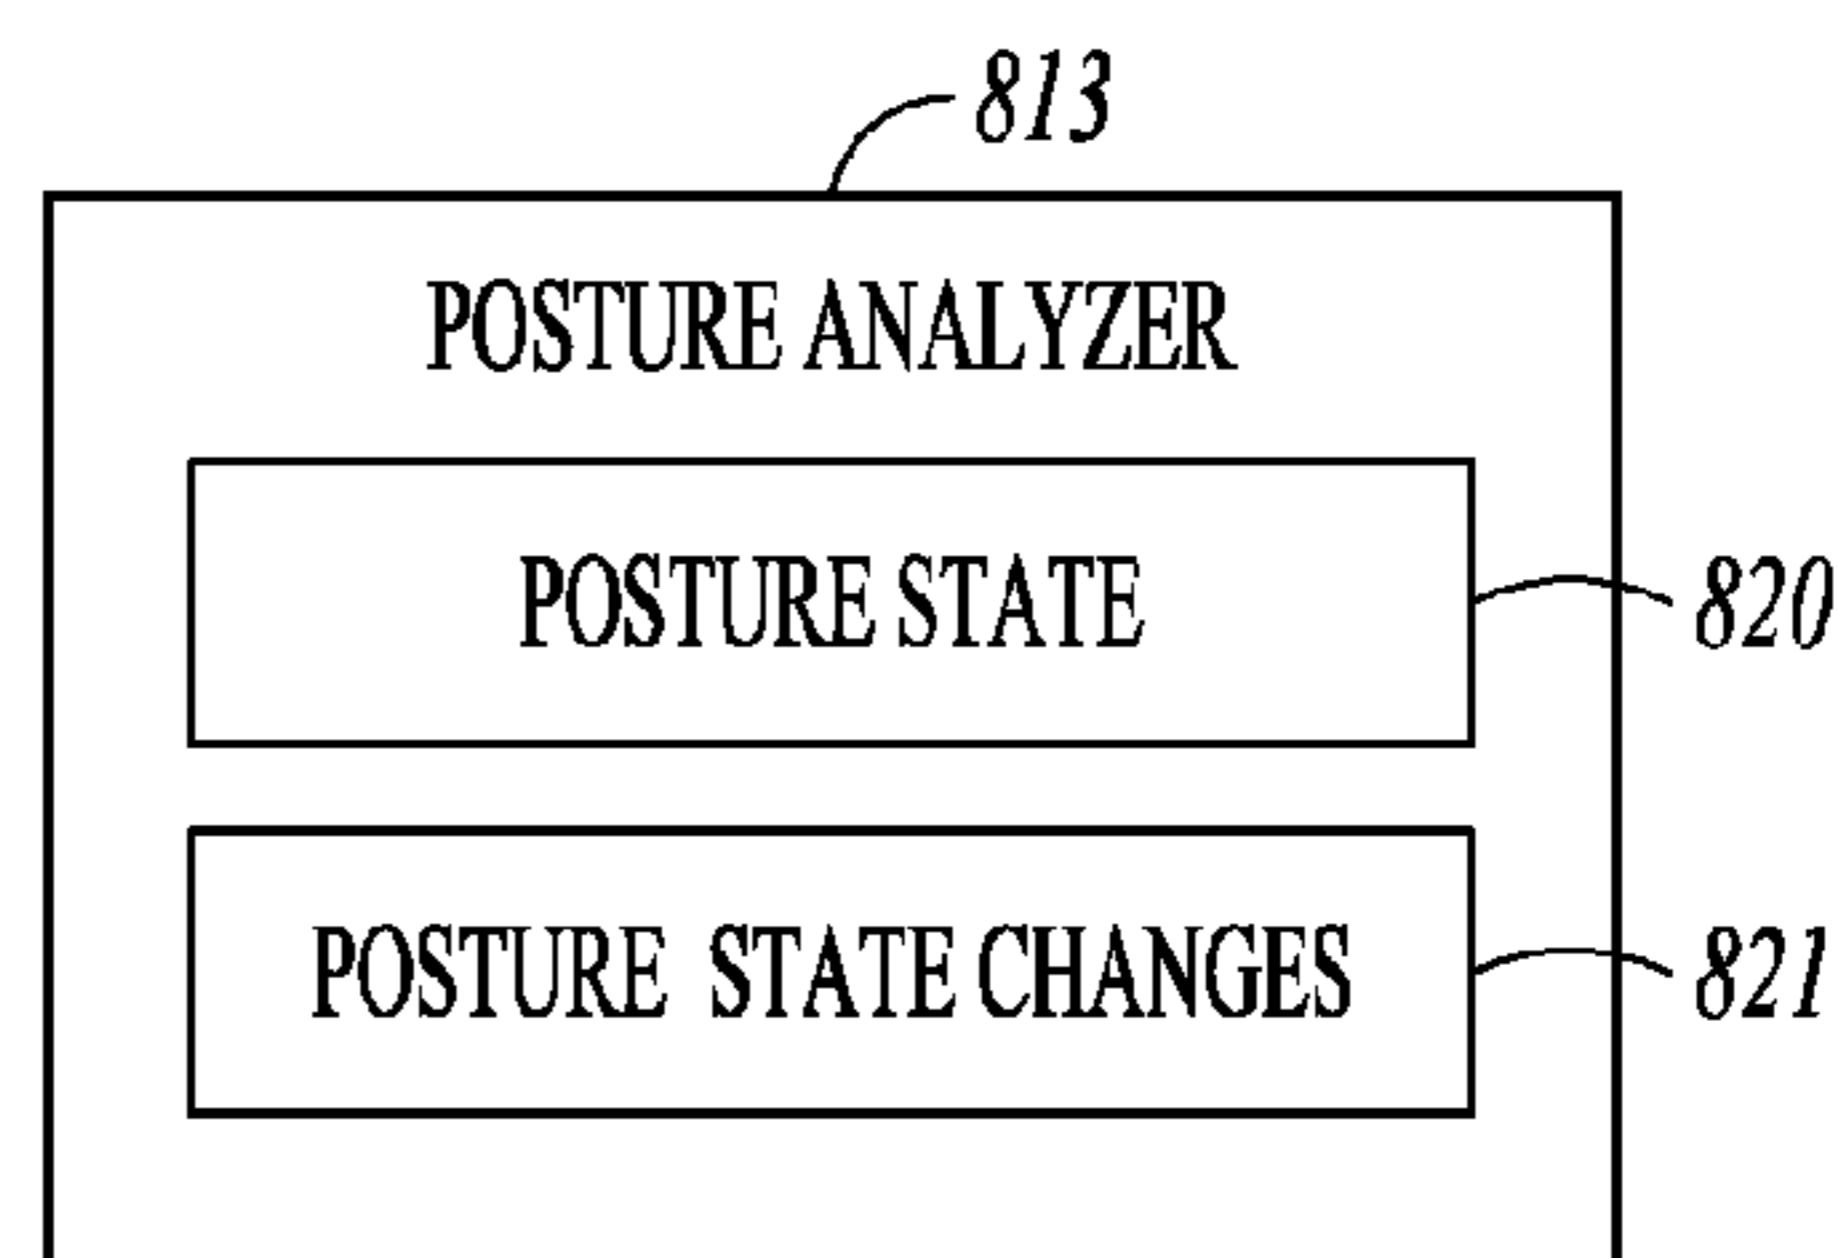 813
POSTURE ANALYZER
POSTURE STATE
820
POSTURE STATE CHANGES
821